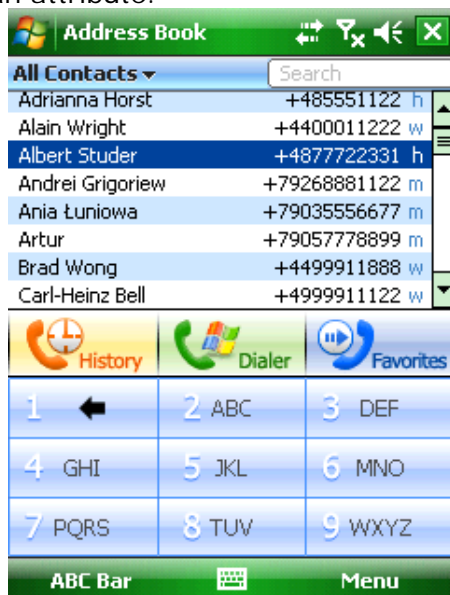 an attribute.
Address Book
All Contacts Search
Adrianna Horst +485551122 h
Alain Wright +4400011222 w
Albert Studer +4877722331 h
Andrei Grigoriew +79268881122 m
Ania Łuniowa +79035556677 m
Artur +79057778899 m
Brad Wong +4499911888 w
Carl-Heinz Bell +4999911122 w
History Dialer Favorites
1 2 ABC 3 DEF
4 GHI 5 JKL 6 MNO
7 PQRS 8 TUV 9 WXYZ
ABC Bar Menu